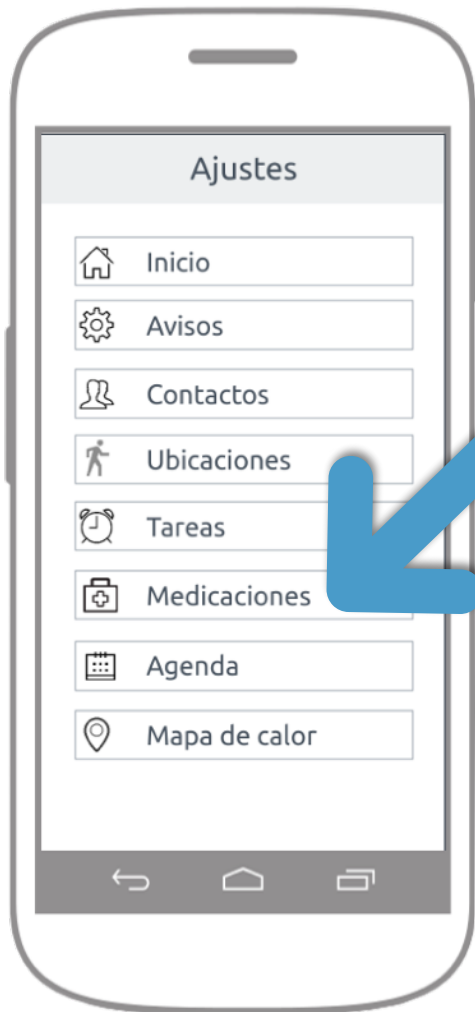 Ajustes
Inicio
Avisos
Contactos
Ubicaciones
Tareas
Medicaciones
Agenda
Mapa de calor